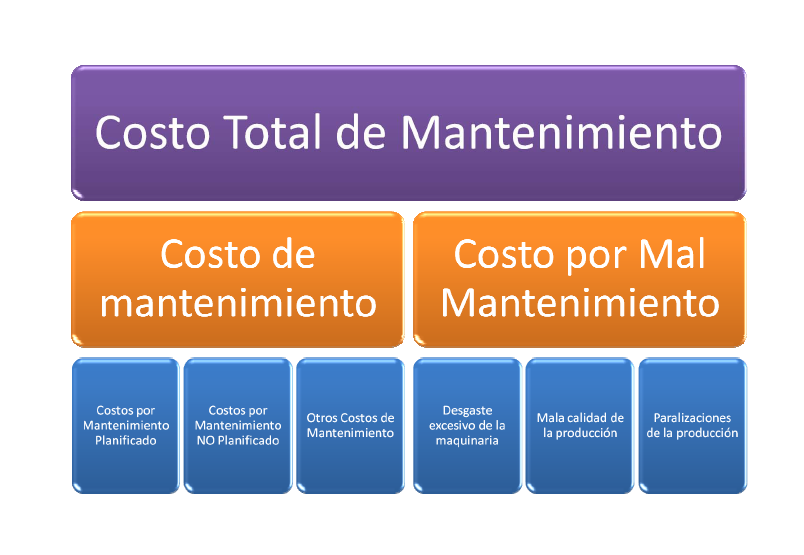 Costo Total de Mantenimiento
Costo de
mantenimiento
Costo por Mal
Mantenimiento
Costos por
Mantenimiento
Planificado
Costos por
Mantenimiento
NO Planificado
Otros Costos de
Mantenimiento
Desgaste
excesivo de la
maquinaria
Mala calidad de
la producción
Paralizaciones
de la producción